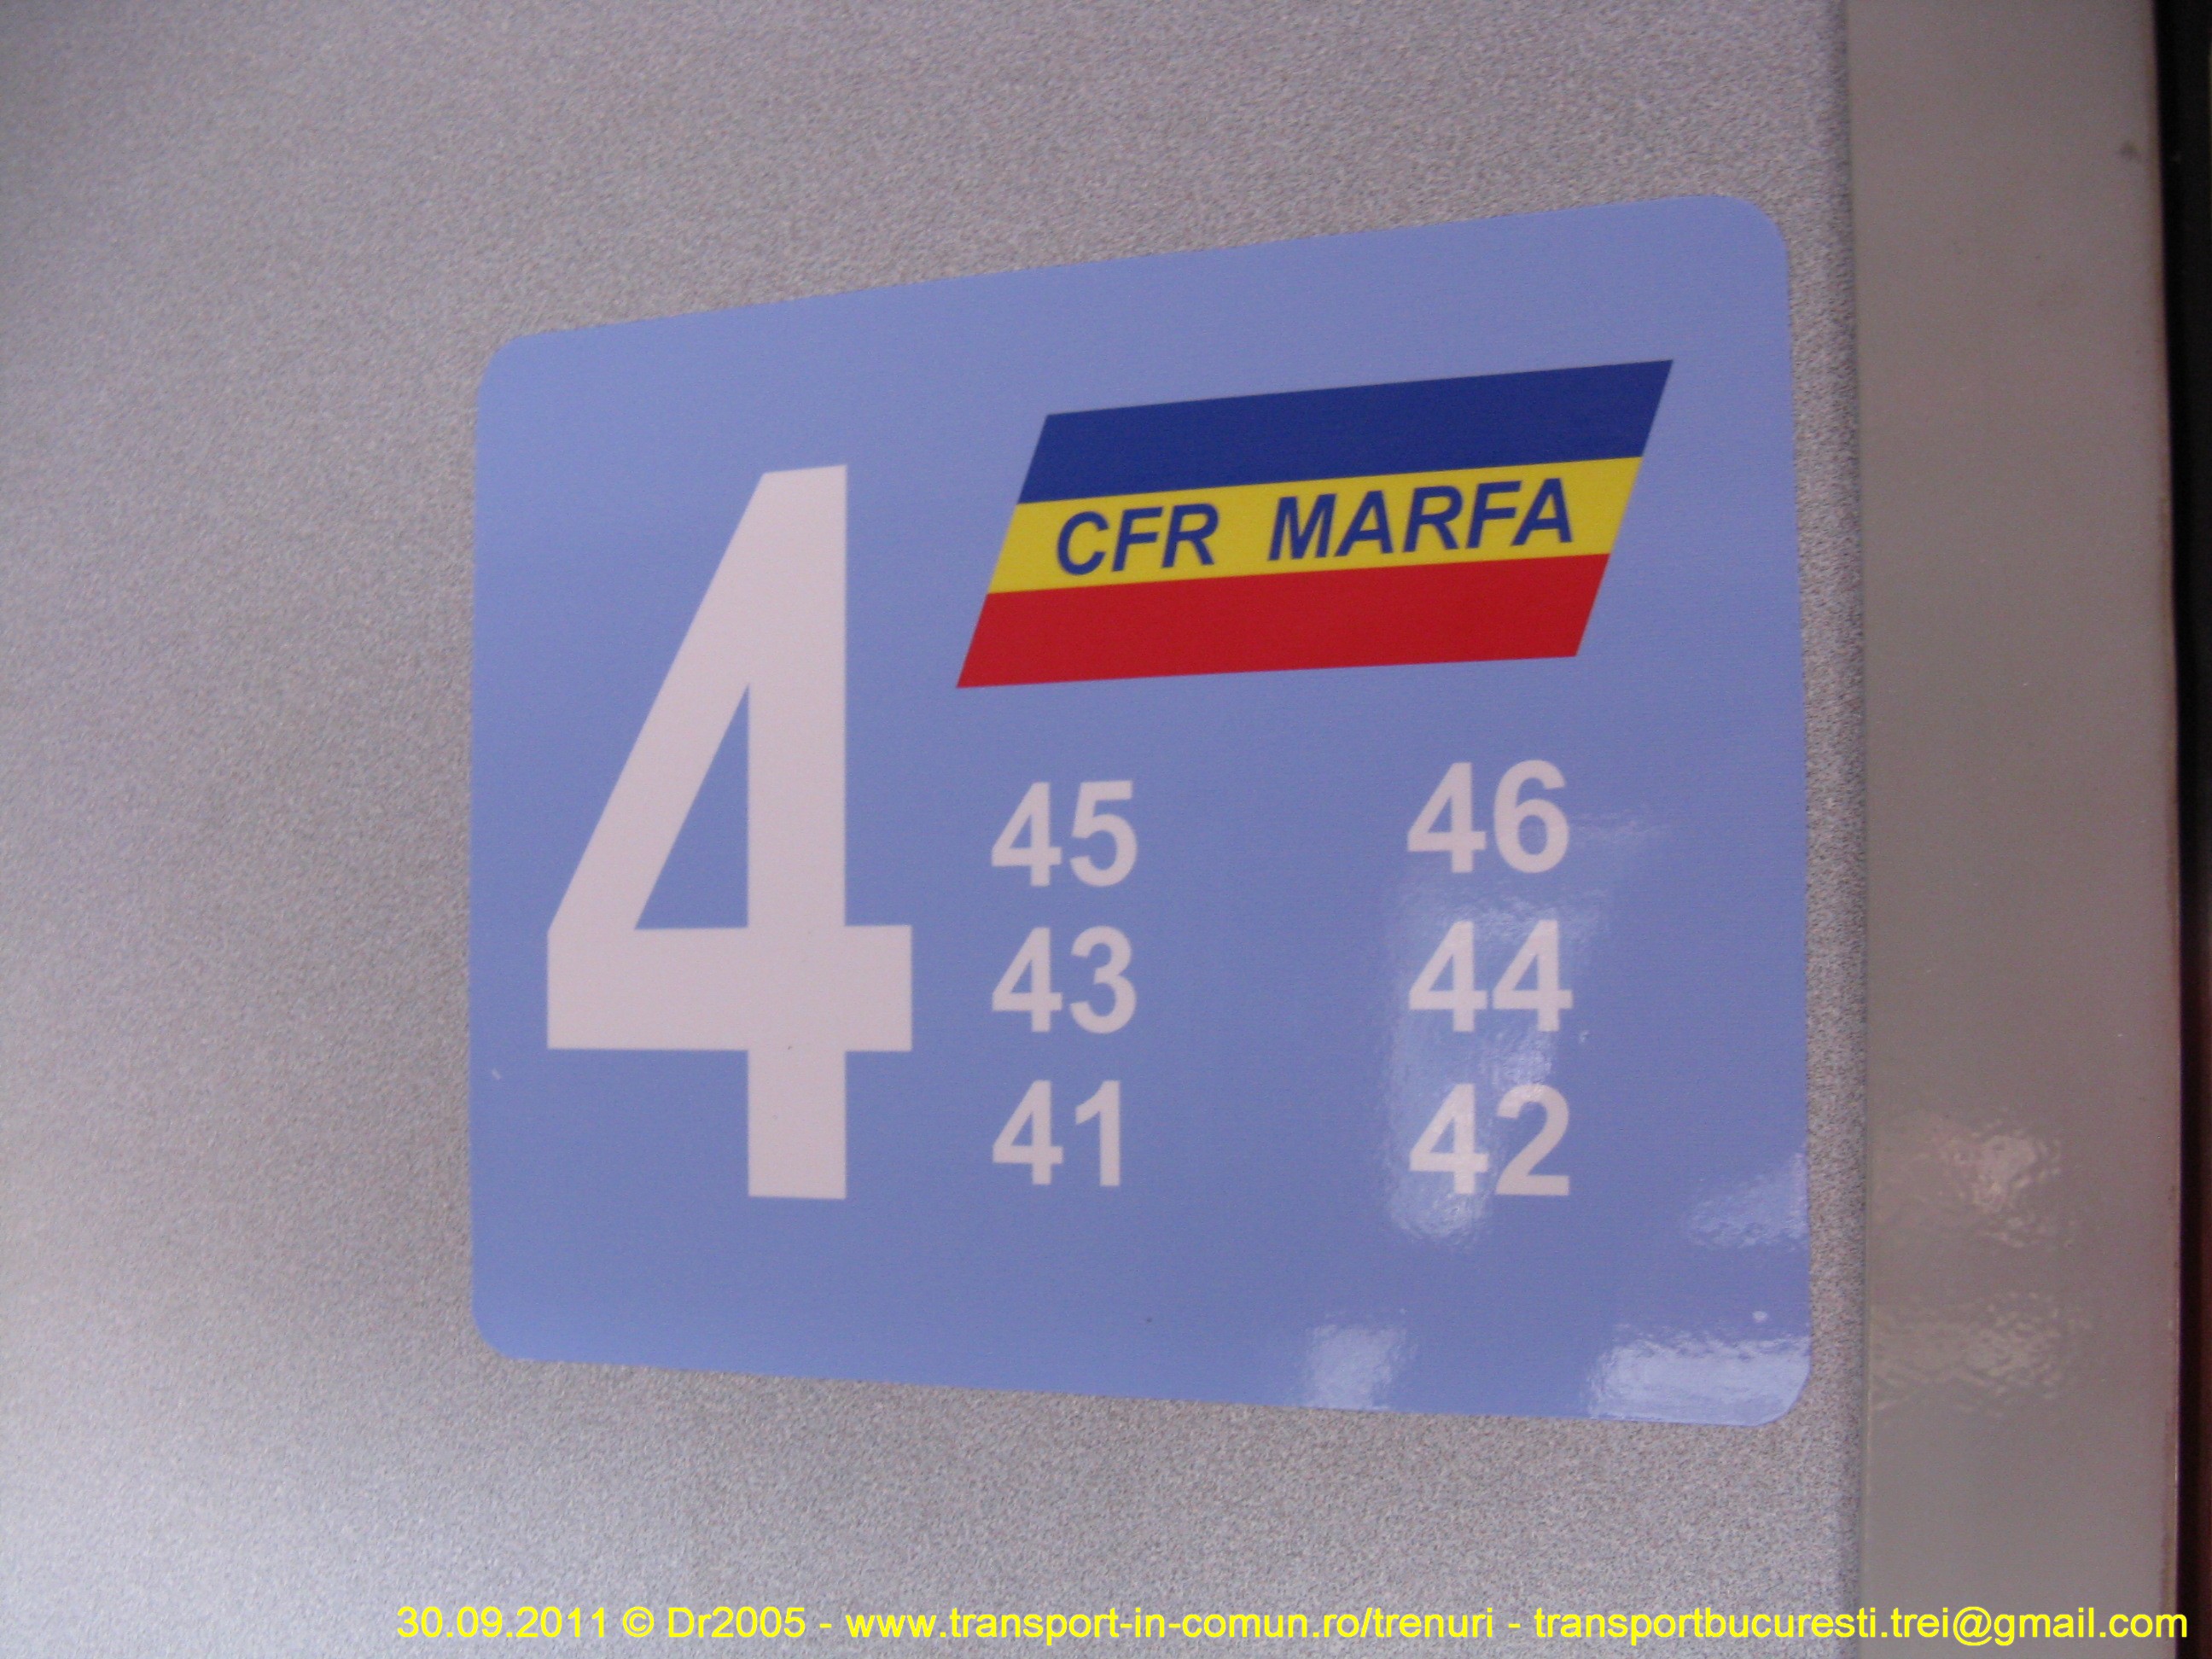 4
CFR MARFA
45 46
43 44
41 42
30.09.2011 © Dr2005 - www.transport-in-comun.ro/trenuri - transportbucuresti.trei@gmail.com